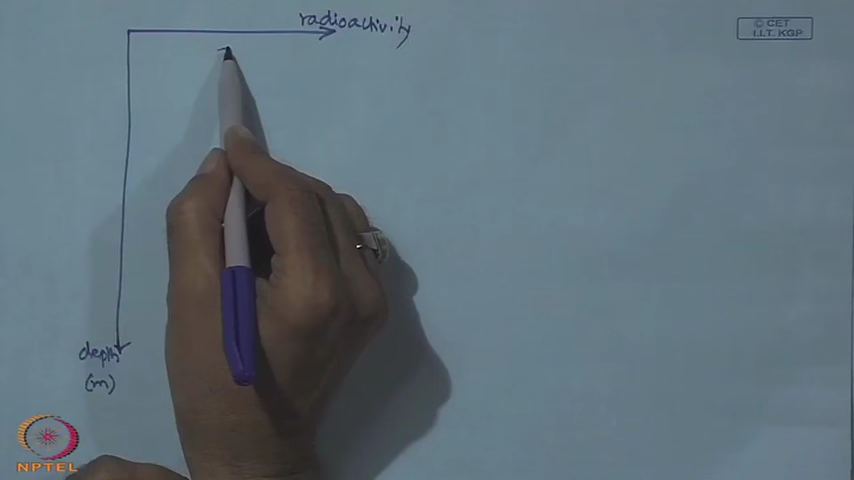 radioactivity
© CET
I.I.T. KGP
depth
(m)
NPTEL